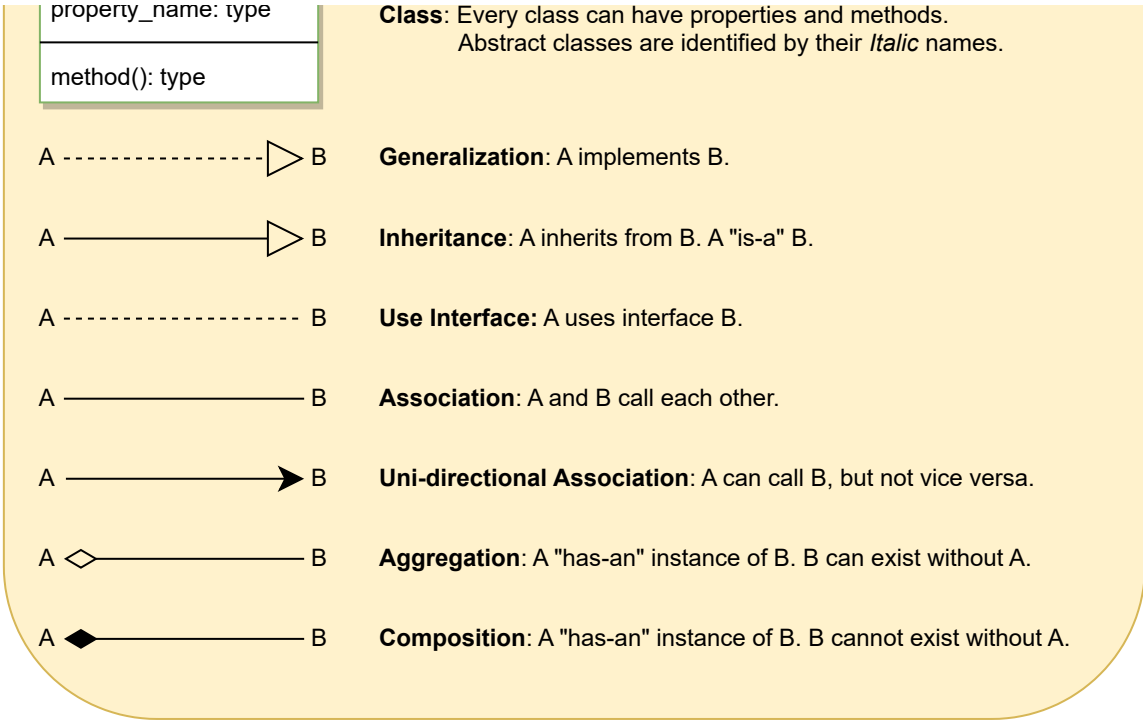 property_name: type
method(): type
Class: Every class can have properties and methods.
Abstract classes are identified by their Italic names.
A B Generalization: A implements B.
A B Inheritance: A inherits from B. A "is-a" B.
A B Use Interface: A uses interface B.
A B Association: A and B call each other.
A B Uni-directional Association: A can call B, but not vice versa.
A B Aggregation: A "has-an" instance of B. B can exist without A.
A B Composition: A "has-an" instance of B. B cannot exist without A.